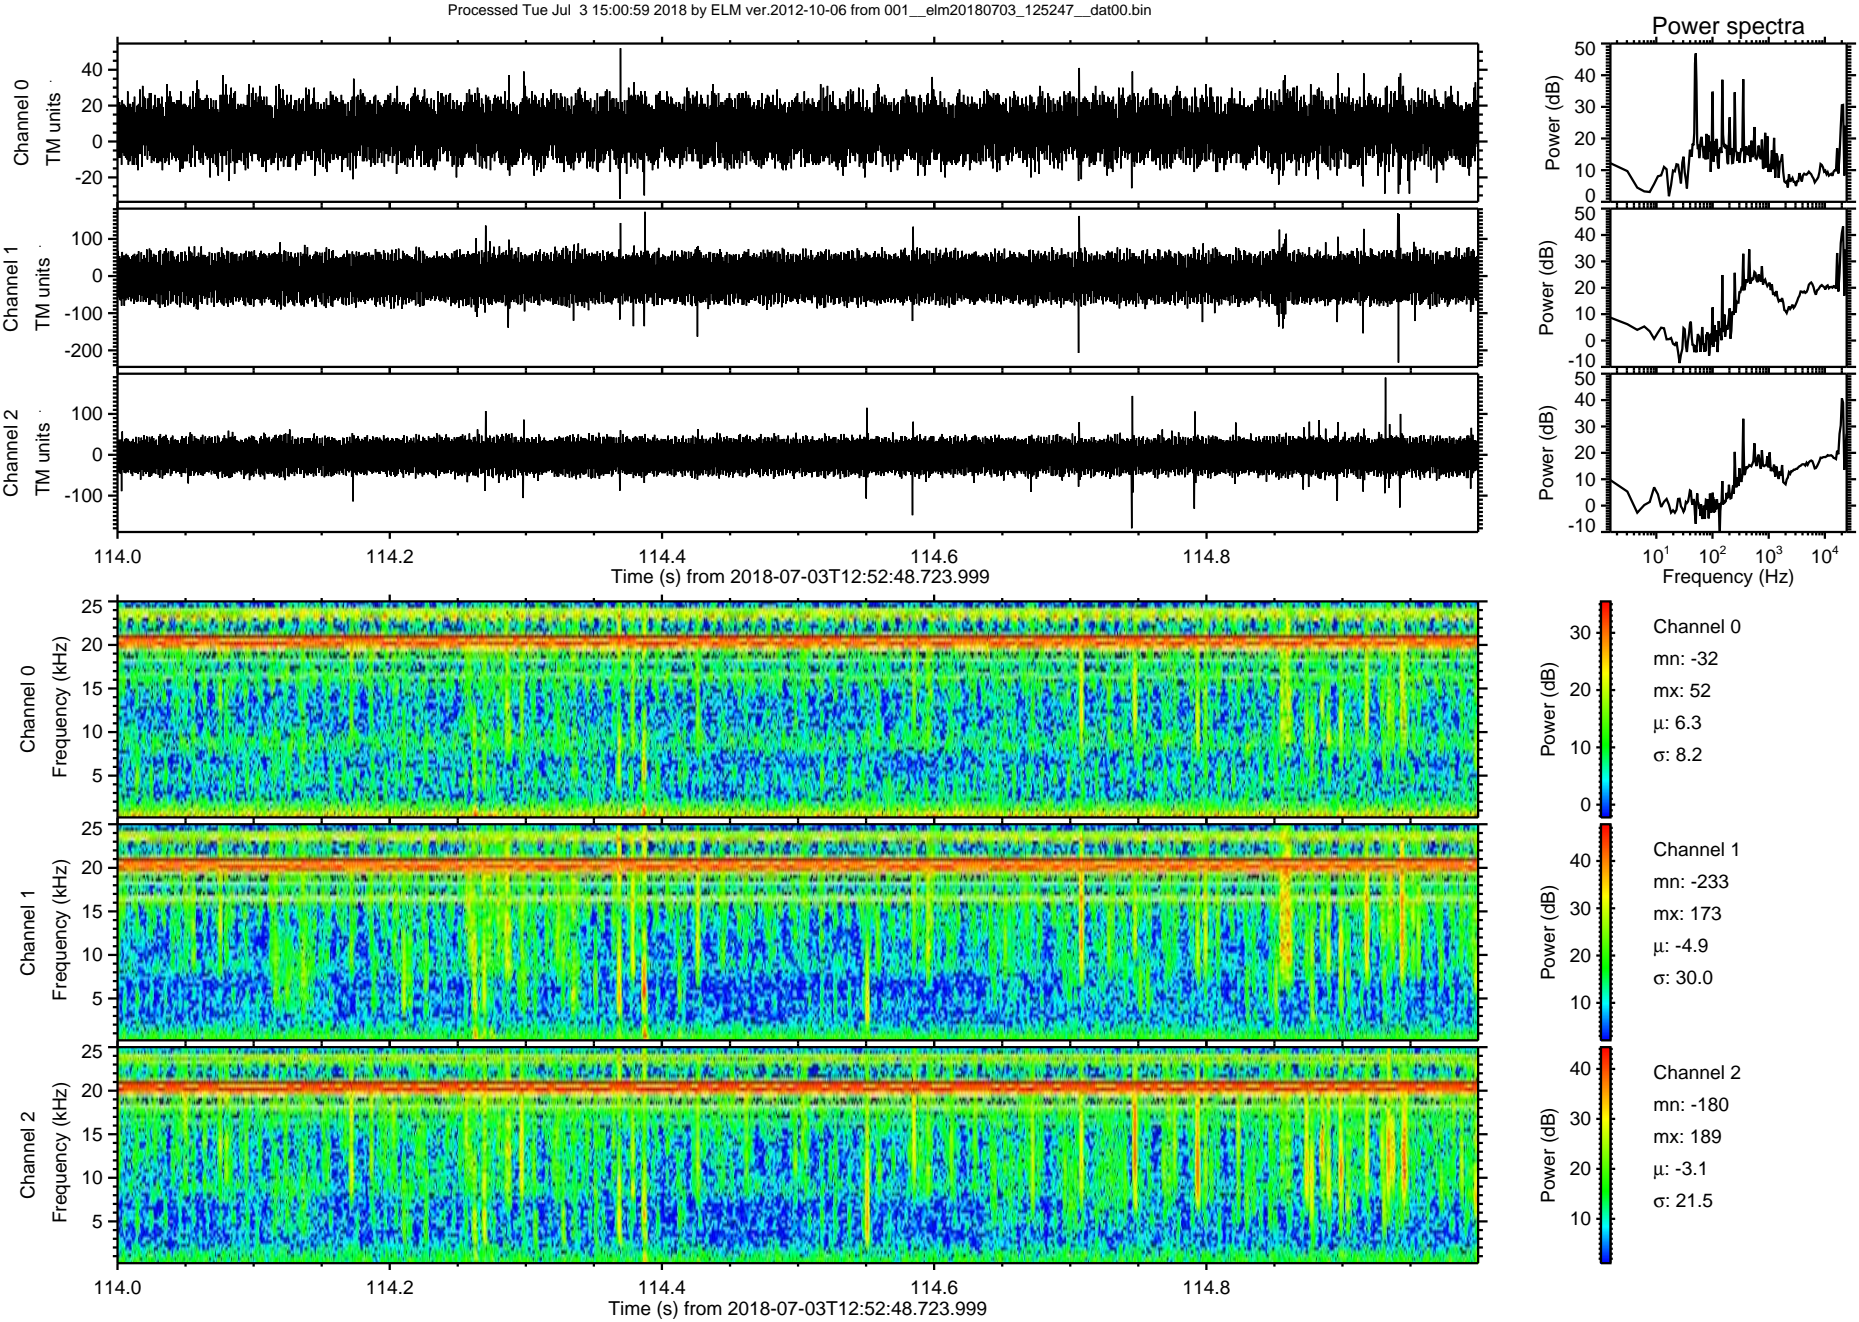 Processed Tue Jul  3 15:00:59 2018 by ELM ver.2012-10-06 from 001__elm20180703_125247__dat00.bin
Power spectra
Channel 0
TM units
40
20
0
-20
Power (dB)
50
40
30
20
10
0
Channel 1
TM units
100
0
-100
-200
Power (dB)
50
40
30
20
10
0
-10
Channel 2
TM units
100
0
-100
Power (dB)
50
40
30
20
10
0
-10
114.0 114.2 114.4 114.6 114.8
Time (s) from 2018-07-03T12:52:48.723.999
10^1 10^2 10^3 10^4
Frequency (Hz)
Channel 0
Frequency (kHz)
25
20
15
10
5
Power (dB)
30
20
10
0
Channel 0
mn: -32
mx: 52
μ: 6.3
σ: 8.2
Channel 1
Frequency (kHz)
25
20
15
10
5
Power (dB)
40
30
20
10
Channel 1
mn: -233
mx: 173
μ: -4.9
σ: 30.0
Channel 2
Frequency (kHz)
25
20
15
10
5
Power (dB)
40
30
20
10
Channel 2
mn: -180
mx: 189
μ: -3.1
σ: 21.5
114.0 114.2 114.4 114.6 114.8
Time (s) from 2018-07-03T12:52:48.723.999